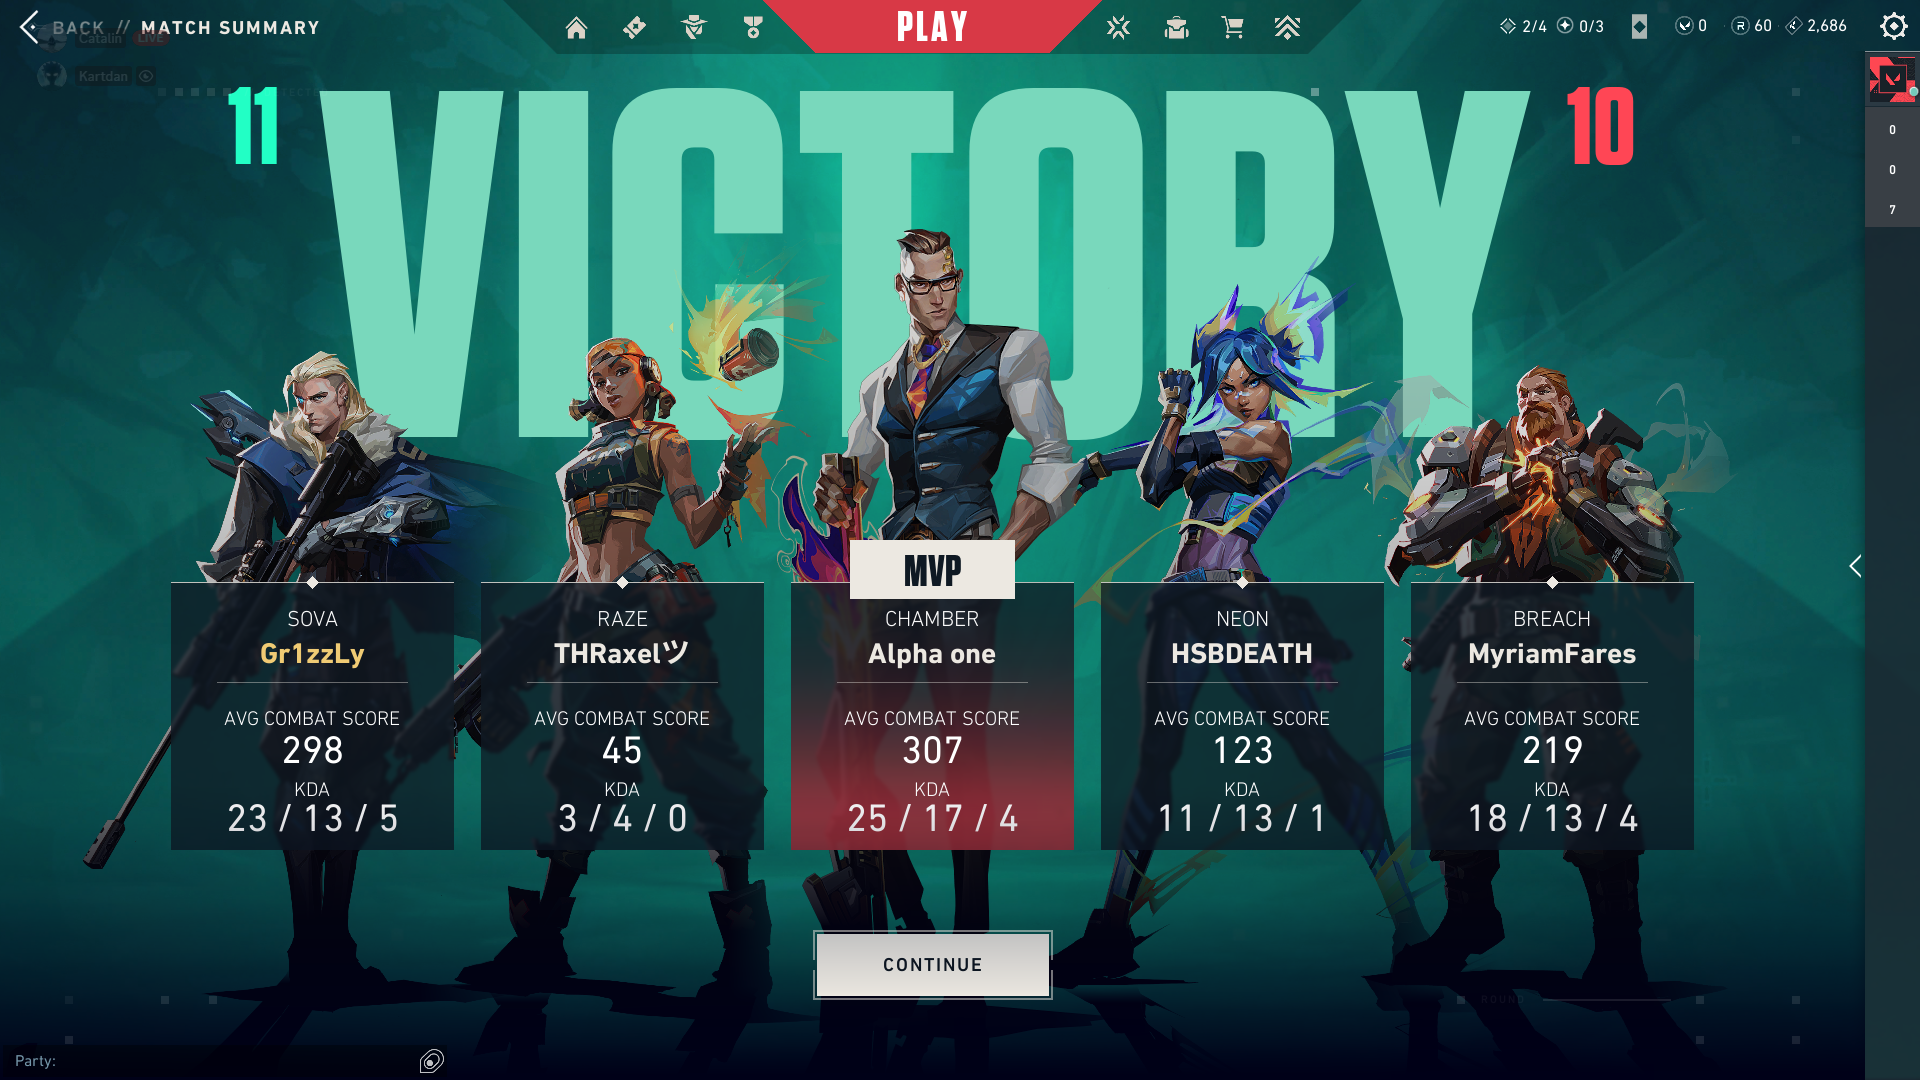 BACK // MATCH SUMMARY
PLAY
2/4 0/3 0 60 2,686
Catalin LIVE
Kartdan
11 VICTORY 10
0
0
7
MVP
SOVA
Gr1zzLy
AVG COMBAT SCORE
298
KDA
23 / 13 / 5
RAZE
THRaxelツ
AVG COMBAT SCORE
45
KDA
3 / 4 / 0
CHAMBER
Alpha one
AVG COMBAT SCORE
307
KDA
25 / 17 / 4
NEON
HSBDEATH
AVG COMBAT SCORE
123
KDA
11 / 13 / 1
BREACH
MyriamFares
AVG COMBAT SCORE
219
KDA
18 / 13 / 4
CONTINUE
ROUND
Party: